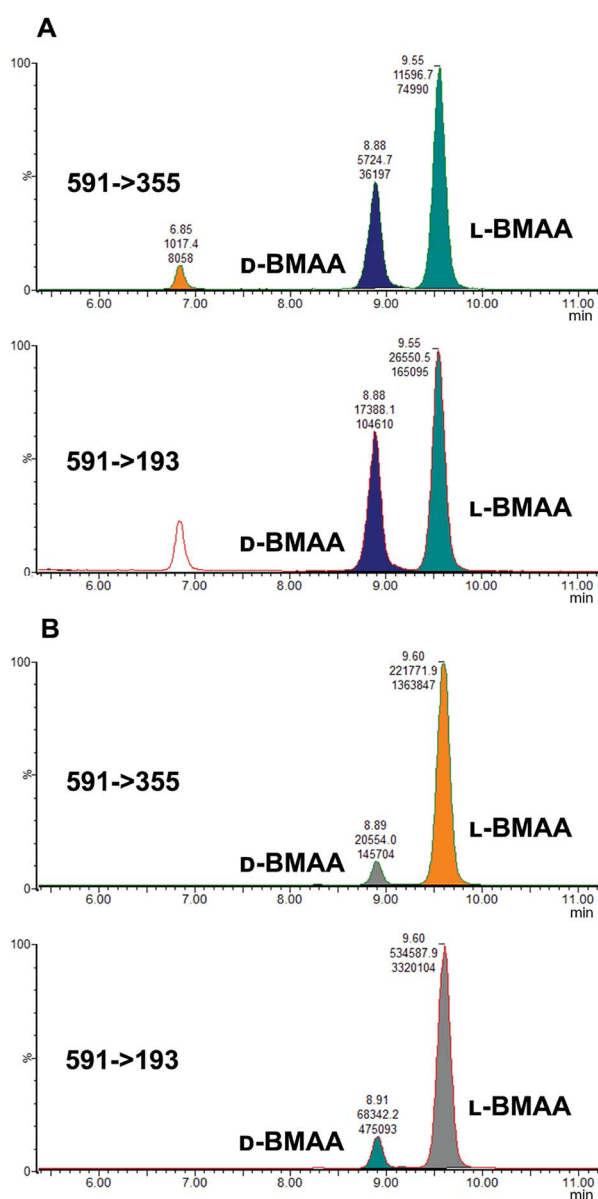 A
100
%
0
591->355
6.85
1017.4
8058
D-BMAA
8.88
5724.7
36197
9.55
11596.7
74990
L-BMAA
6.00 7.00 8.00 9.00 10.00 11.00
min
100
%
0
591->193
D-BMAA
8.88
17388.1
104610
9.55
26550.5
165095
L-BMAA
6.00 7.00 8.00 9.00 10.00 11.00
min
B
100
%
0
591->355
D-BMAA
8.89
20554.0
145704
9.60
221771.9
1363847
L-BMAA
6.00 7.00 8.00 9.00 10.00 11.00
min
100
%
0
591->193
D-BMAA
8.91
68342.2
475093
9.60
534587.9
3320104
L-BMAA
6.00 7.00 8.00 9.00 10.00 11.00
min